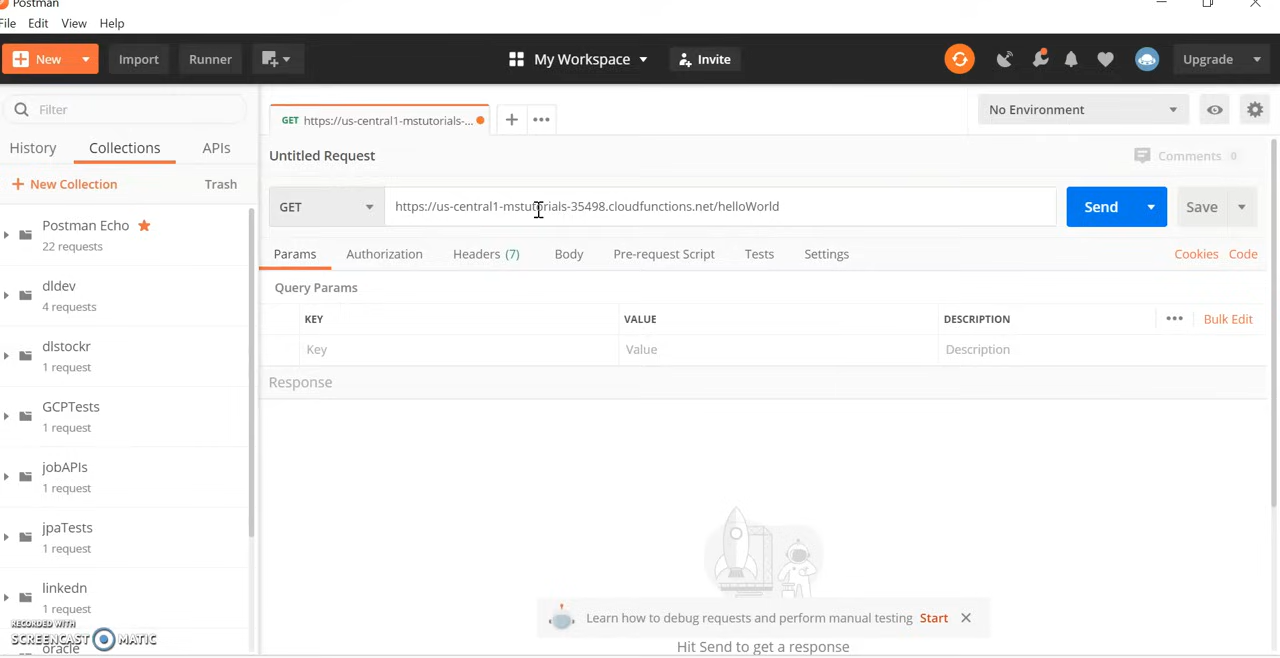 Postman
File Edit View Help
New Import Runner My Workspace Invite Upgrade
Filter
History Collections APIs
New Collection Trash
Postman Echo
22 requests
dldev
4 requests
dlstockr
1 request
GCPTests
1 request
jobAPIs
1 request
jpaTests
1 request
linkedn
1 request
oracle
GET https://us-central1-mstutorials-...
No Environment
Untitled Request Comments 0
GET https://us-central1-mstutorials-35498.cloudfunctions.net/helloWorld Send Save
Params Authorization Headers (7) Body Pre-request Script Tests Settings Cookies Code
Query Params
KEY VALUE DESCRIPTION Bulk Edit
Key Value Description
Response
Learn how to debug requests and perform manual testing Start
Hit Send to get a response
RECORDED WITH
SCREENCAST MATIC